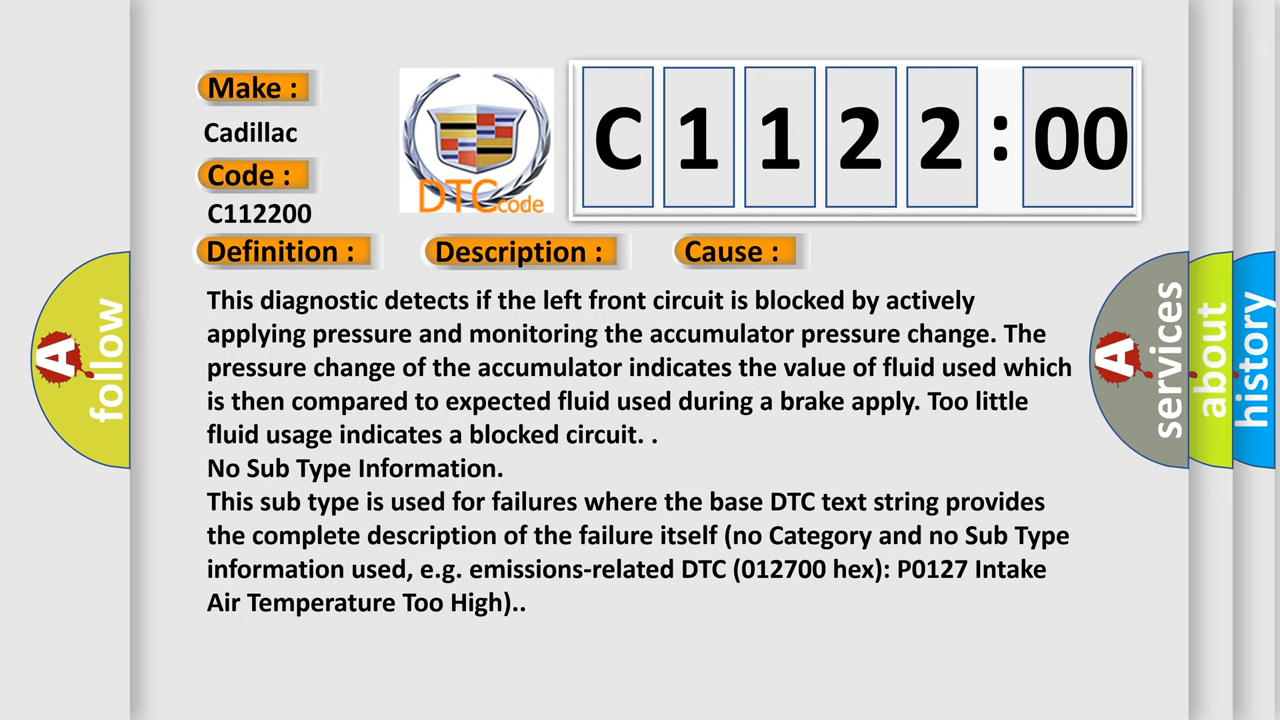 Make :
Cadillac
Code :
C112200
DTC code
C 1 1 2 2 : 00
Definition :
Description :
Cause :
This diagnostic detects if the left front circuit is blocked by actively
applying pressure and monitoring the accumulator pressure change. The
pressure change of the accumulator indicates the value of fluid used which
is then compared to expected fluid used during a brake apply. Too little
fluid usage indicates a blocked circuit. .
No Sub Type Information.
This sub type is used for failures where the base DTC text string provides
the complete description of the failure itself (no Category and no Sub Type
information used, e.g. emissions-related DTC (012700 hex): P0127 Intake
Air Temperature Too High)..
A
follow
A
services
about
history